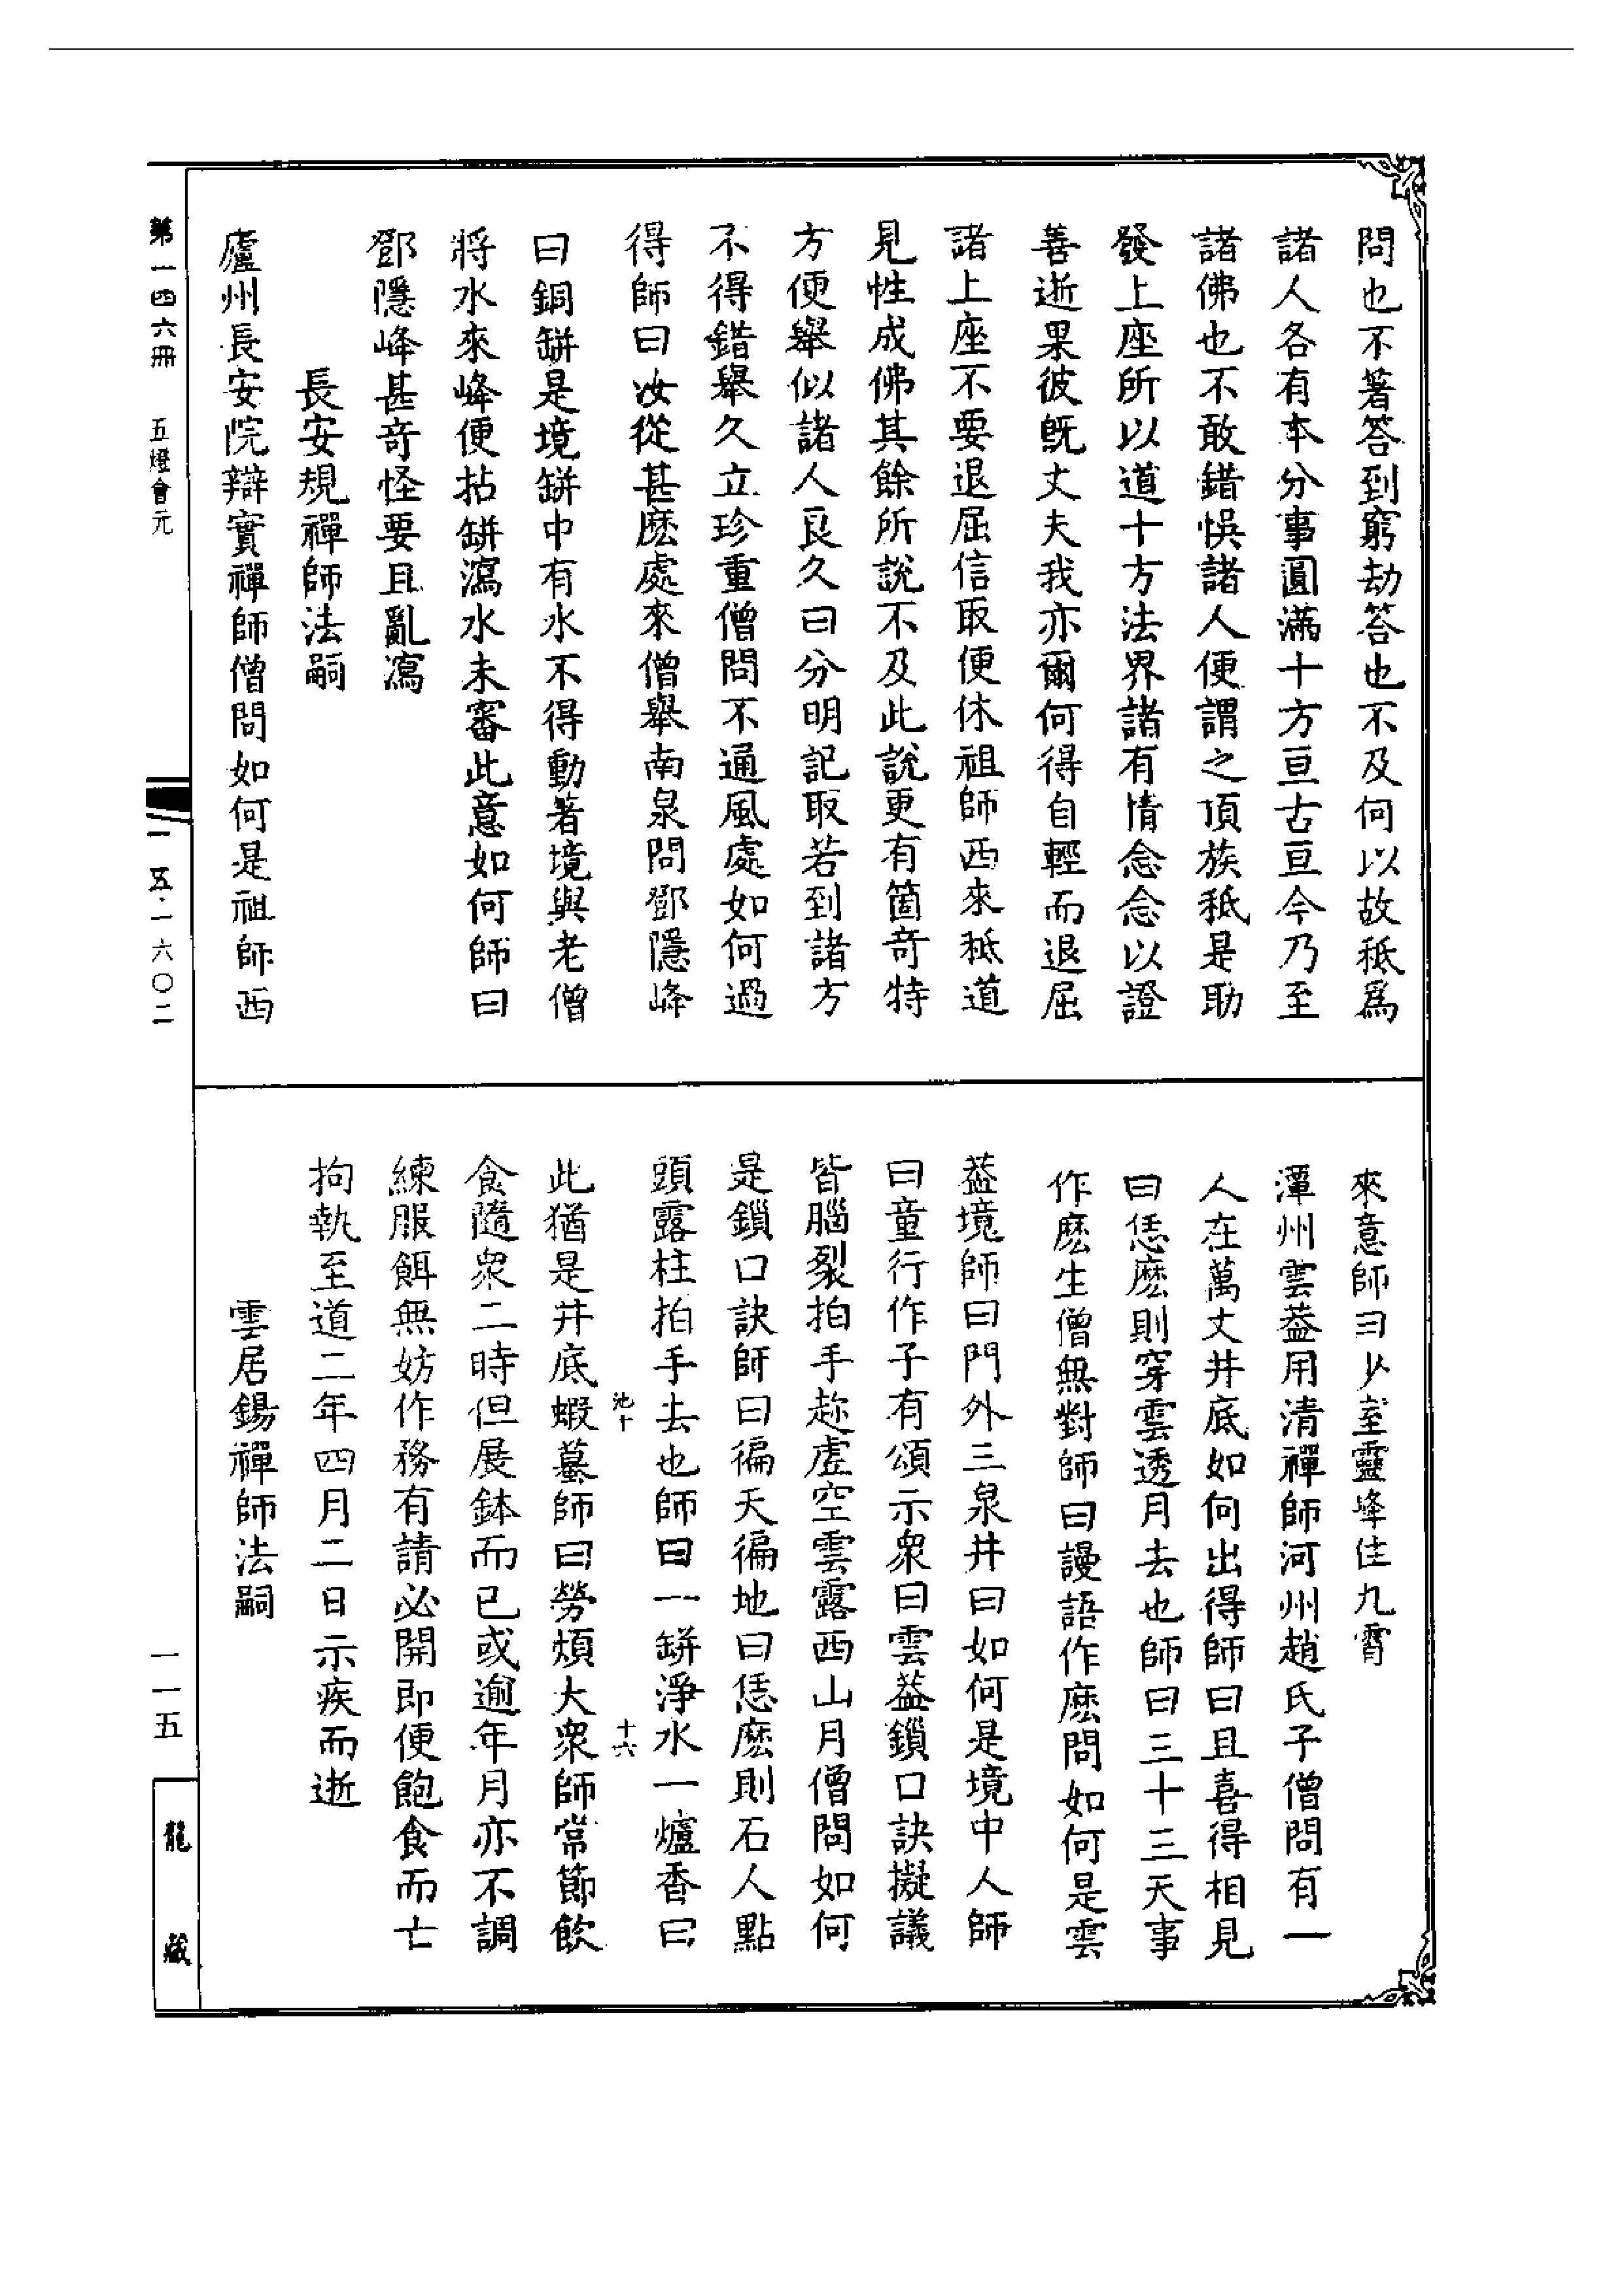 問也不著答到窮劫答也不及何以故秪爲
諸人各有本分事圓滿十方亘古亘今乃至
諸佛也不敢錯悞諸人便謂之頂族秪是助
發上座所以道十方法界諸有情念念以證
善逝果彼旣丈夫我亦爾何得自輕而退屈
諸上座不要退屈信取便休祖師西來秪道
見性成佛其餘所說不及此說更有箇奇特
方便舉似諸人良久曰分明記取若到諸方
不得錯舉久立珍重僧問不通風處如何過
得師曰汝從甚麽處來僧舉南泉問鄧隱峰
曰銅缾是境缾中有水不得動著境與老僧
將水來峰便拈缾瀉水未審此意如何師曰
鄧隱峰甚奇怪要且亂瀉
長安規禪師法嗣
廬州長安院辯實禪師僧問如何是祖師西
來意師曰少室靈峰住九霄
潭州雲葢用清禪師河州趙氏子僧問有一
人在萬丈井底如何出得師曰且喜得相見
曰恁麽則穿雲透月去也師曰三十三天事
作麽生僧無對師曰謾語作麽問如何是雲
葢境師曰門外三泉井曰如何是境中人師
曰童行作子有頌示衆曰雲葢鎖口訣擬議
皆腦裂拍手趂虛空雲露西山月僧問如何
是鎖口訣師曰徧天徧地曰恁麽則石人點
頭露柱拍手去也師曰一缾淨水一爐香曰
池十
十六
此猶是井底蝦蟇師曰勞煩大衆師常節飲
食隨衆二時但展鉢而已或逾年月亦不調
練服餌無妨作務有請必開即便飽食而亡
拘執至道二年四月二日示疾而逝
雲居錫禪師法嗣
第一四六冊 五燈會元
一五·一六〇二
一一五
龍藏